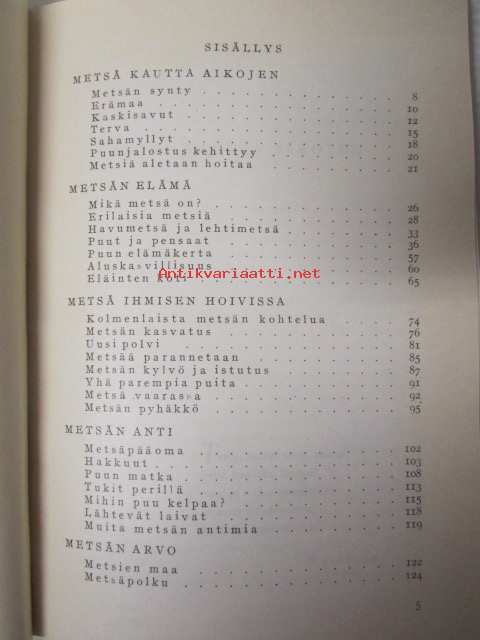 SISÄLLYS
METSÄ KAUTTA AIKOJEN
Metsän synty . . . . . . . . . . . . . 8
Erämaa . . . . . . . . . . . . . 10
Kaskisavut . . . . . . . . . . . . . 12
Terva . . . . . . . . . . . . . 15
Sahamyllyt . . . . . . . . . . . . . 18
Puunjalostus kehittyy . . . . . . . . . . 20
Metsiä aletaan hoitaa . . . . . . . . . . 21
METSÄN ELÄMÄ
Mikä metsä on? . . . . . . . . . . . . 26
Erilaisia metsiä . . . . . . . . . . . . 28
Havumetsä ja lehtimetsä . . . . . . . . . 33
Puut ja pensaat . . . . . . . . . . . . 36
Puun elämäkerta . . . . . . . . . . . . 57
Aluskasvillisuus . . . . . . . . . . . . 60
Eläinten koti . . . . . . . . . . . . 65
Antikvariaatti.net
METSÄ IHMISEN HOIVISSA
Kolmenlaista metsän kohtelua . . . . . . . 74
Metsän kasvatus . . . . . . . . . . . . 76
Uusi polvi . . . . . . . . . . . . . 81
Metsää parannetaan . . . . . . . . . . . 85
Metsän kylvö ja istutus . . . . . . . . . 87
Yhä parempia puita . . . . . . . . . . . 91
Metsä vaarassa . . . . . . . . . . . . 92
Metsän pyhäkkö . . . . . . . . . . . . 95
METSÄN ANTI
Metsäpääoma . . . . . . . . . . . . 102
Hakkuut . . . . . . . . . . . . . 103
Puun matka . . . . . . . . . . . . . 108
Tukit perillä . . . . . . . . . . . . 113
Mihin puu kelpaa? . . . . . . . . . . . 115
Lähtevät laivat . . . . . . . . . . . . 118
Muita metsän antimia . . . . . . . . . . 119
METSÄN ARVO
Metsien maa . . . . . . . . . . . . 122
Metsäpolku . . . . . . . . . . . . . 124
5